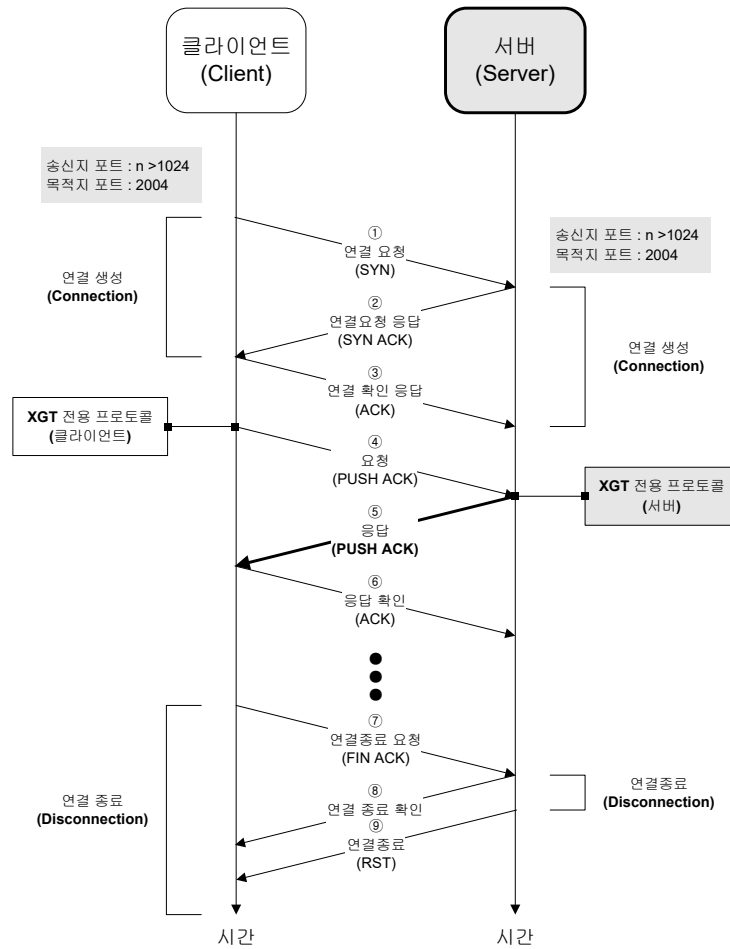 클라이언트
(Client)
서버
(Server)
송신지 포트 : n >1024
목적지 포트 : 2004
①
연결 요청
(SYN)
송신지 포트 : n >1024
목적지 포트 : 2004
연결 생성
(Connection)
②
연결요청 응답
(SYN ACK)
연결 생성
(Connection)
③
연결 확인 응답
(ACK)
XGT 전용 프로토콜
(클라이언트)
④
요청
(PUSH ACK)
XGT 전용 프로토콜
(서버)
⑤
응답
(PUSH ACK)
⑥
응답 확인
(ACK)
⑦
연결종료 요청
(FIN ACK)
연결 종료
(Disconnection)
연결종료
(Disconnection)
⑧
연결 종료 확인
⑨
연결종료
(RST)
시간
시간